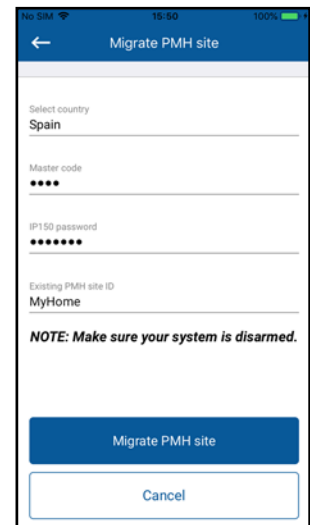 No SIM 15:50 100%
Migrate PMH site
Select country
Spain
Master code
••••
IP150 password
•••••••
Existing PMH site ID
MyHome
NOTE: Make sure your system is disarmed.
Migrate PMH site
Cancel